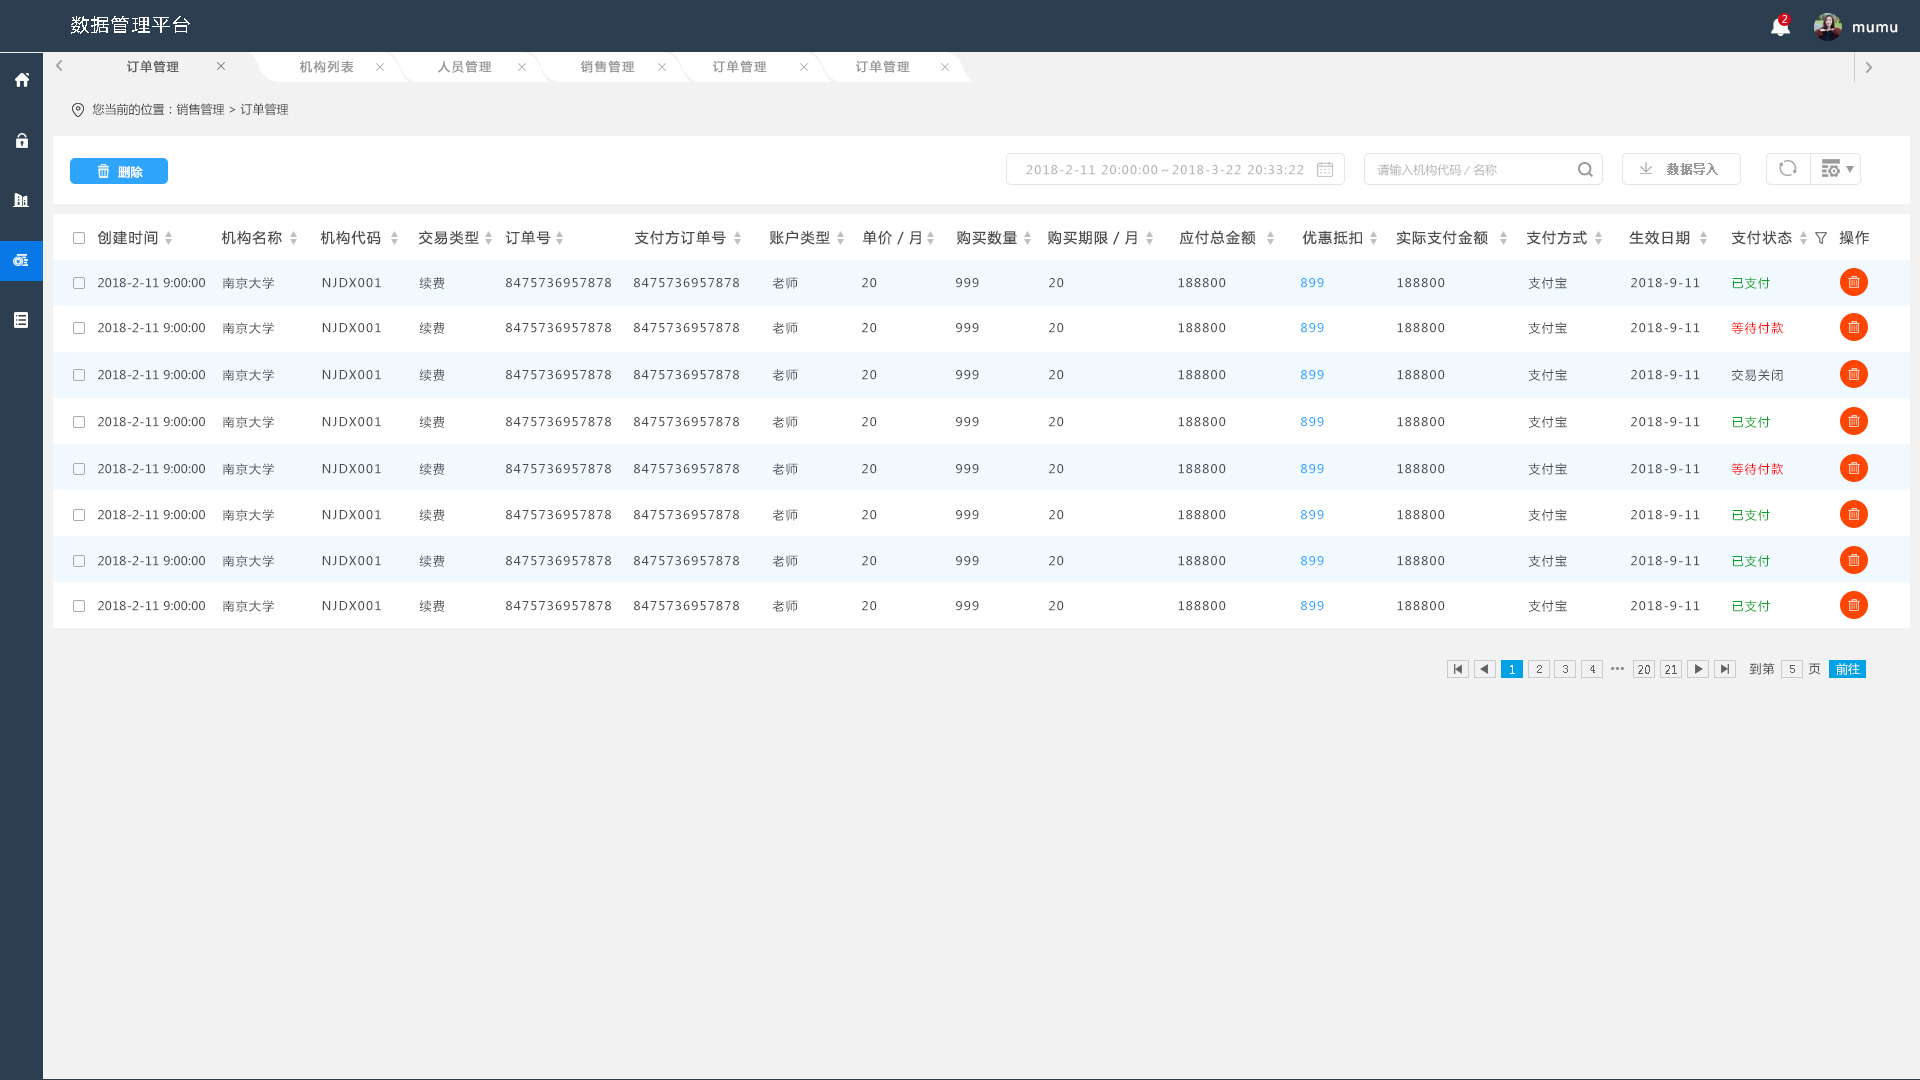 数据管理平台
2
mumu
订单管理 机构列表 人员管理 销售管理 订单管理 订单管理
您当前的位置：销售管理 > 订单管理
删除
2018-2-11 20:00:00～2018-3-22 20:33:22
请输入机构代码 / 名称
数据导入
创建时间 机构名称 机构代码 交易类型 订单号 支付方订单号 账户类型 单价 / 月 购买数量 购买期限 / 月 应付总金额 优惠抵扣 实际支付金额 支付方式 生效日期 支付状态 操作
2018-2-11 9:00:00 南京大学 NJDX001 续费 8475736957878 8475736957878 老师 20 999 20 188800 899 188800 支付宝 2018-9-11 已支付
2018-2-11 9:00:00 南京大学 NJDX001 续费 8475736957878 8475736957878 老师 20 999 20 188800 899 188800 支付宝 2018-9-11 等待付款
2018-2-11 9:00:00 南京大学 NJDX001 续费 8475736957878 8475736957878 老师 20 999 20 188800 899 188800 支付宝 2018-9-11 交易关闭
2018-2-11 9:00:00 南京大学 NJDX001 续费 8475736957878 8475736957878 老师 20 999 20 188800 899 188800 支付宝 2018-9-11 已支付
2018-2-11 9:00:00 南京大学 NJDX001 续费 8475736957878 8475736957878 老师 20 999 20 188800 899 188800 支付宝 2018-9-11 等待付款
2018-2-11 9:00:00 南京大学 NJDX001 续费 8475736957878 8475736957878 老师 20 999 20 188800 899 188800 支付宝 2018-9-11 已支付
2018-2-11 9:00:00 南京大学 NJDX001 续费 8475736957878 8475736957878 老师 20 999 20 188800 899 188800 支付宝 2018-9-11 已支付
2018-2-11 9:00:00 南京大学 NJDX001 续费 8475736957878 8475736957878 老师 20 999 20 188800 899 188800 支付宝 2018-9-11 已支付
1 2 3 4 ··· 20 21 到第 5 页 前往